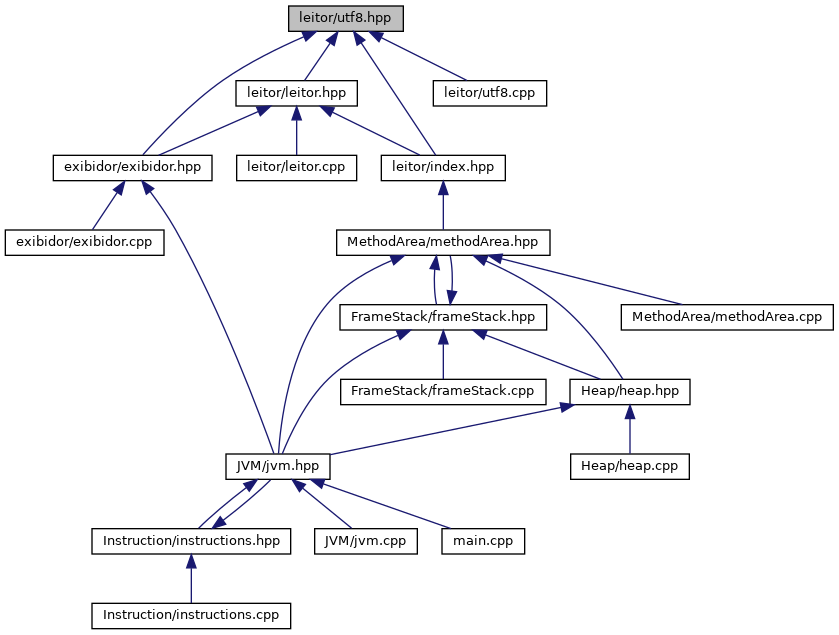 leitor/utf8.hpp
leitor/leitor.hpp
leitor/utf8.cpp
exibidor/exibidor.hpp
leitor/leitor.cpp
leitor/index.hpp
exibidor/exibidor.cpp
MethodArea/methodArea.hpp
FrameStack/frameStack.hpp
MethodArea/methodArea.cpp
FrameStack/frameStack.cpp
Heap/heap.hpp
JVM/jvm.hpp
Heap/heap.cpp
Instruction/instructions.hpp
JVM/jvm.cpp
main.cpp
Instruction/instructions.cpp